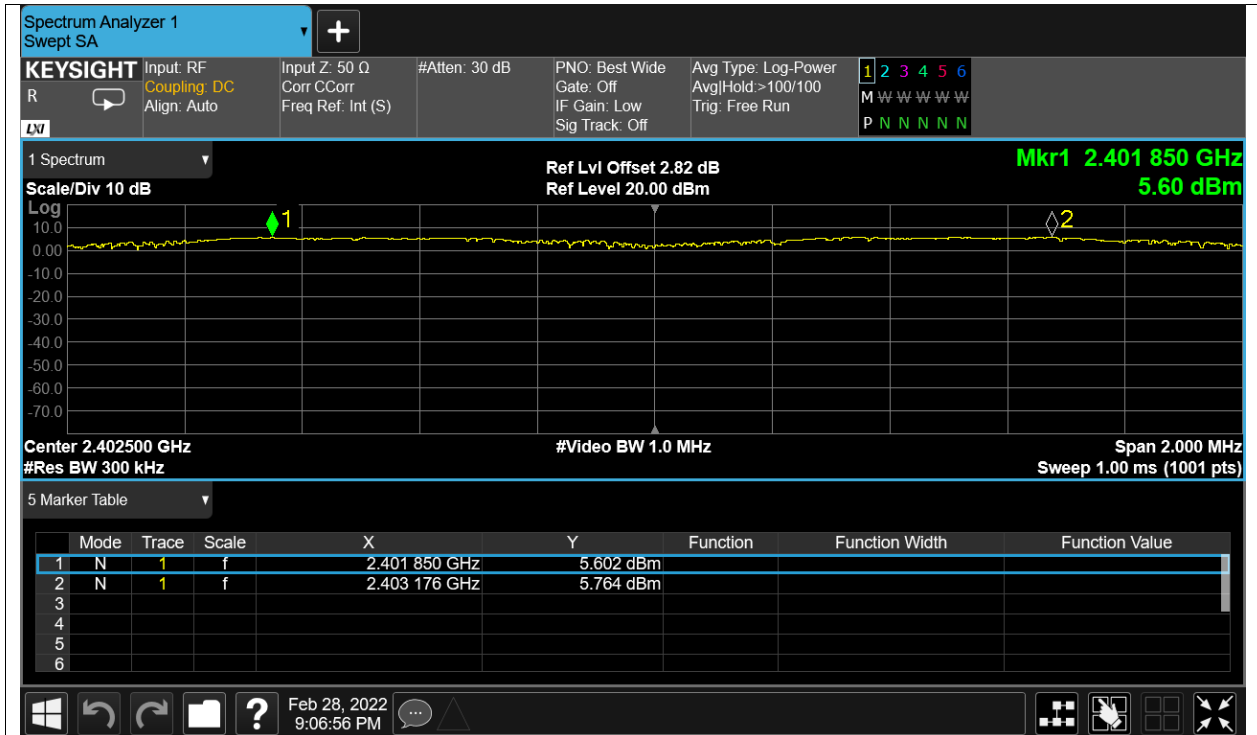 Spectrum Analyzer 1
Swept SA
+
KEYSIGHT
R
LXI
Input: RF
Coupling: DC
Align: Auto
Input Z: 50 Ω
Corr CCorr
Freq Ref: Int (S)
#Atten: 30 dB
PNO: Best Wide
Gate: Off
IF Gain: Low
Sig Track: Off
Avg Type: Log-Power
Avg|Hold:>100/100
Trig: Free Run
1 2 3 4 5 6
M W W W W W
P N N N N N
1 Spectrum
Scale/Div 10 dB
Ref Lvl Offset 2.82 dB
Ref Level 20.00 dBm
Mkr1 2.401 850 GHz
5.60 dBm
Log
1
2
10.0
0.00
-10.0
-20.0
-30.0
-40.0
-50.0
-60.0
-70.0
Center 2.402500 GHz
#Res BW 300 kHz
#Video BW 1.0 MHz
Span 2.000 MHz
Sweep 1.00 ms (1001 pts)
5 Marker Table
Mode Trace Scale X Y Function Function Width Function Value
1 N 1 f 2.401 850 GHz 5.602 dBm
2 N 1 f 2.403 176 GHz 5.764 dBm
3
4
5
6
?
Feb 28, 2022
9:06:56 PM